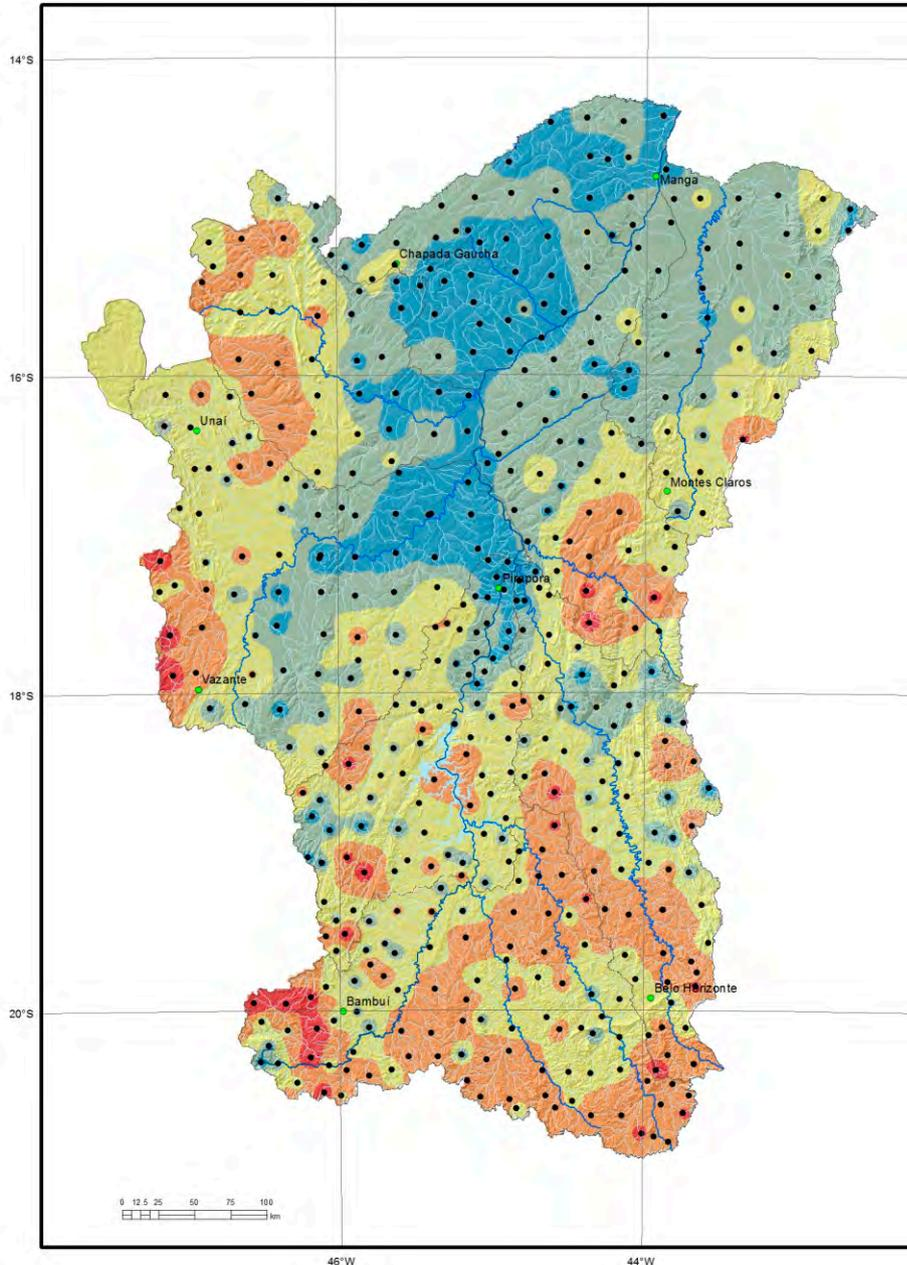 14°S
Manga
Chapada Gaucha
16°S
Unaí
Montes Claros
Pirapora
Vazante
18°S
Belo Horizonte
Bambuí
20°S
0 12,5 25 50 75 100
km
46°W
44°W